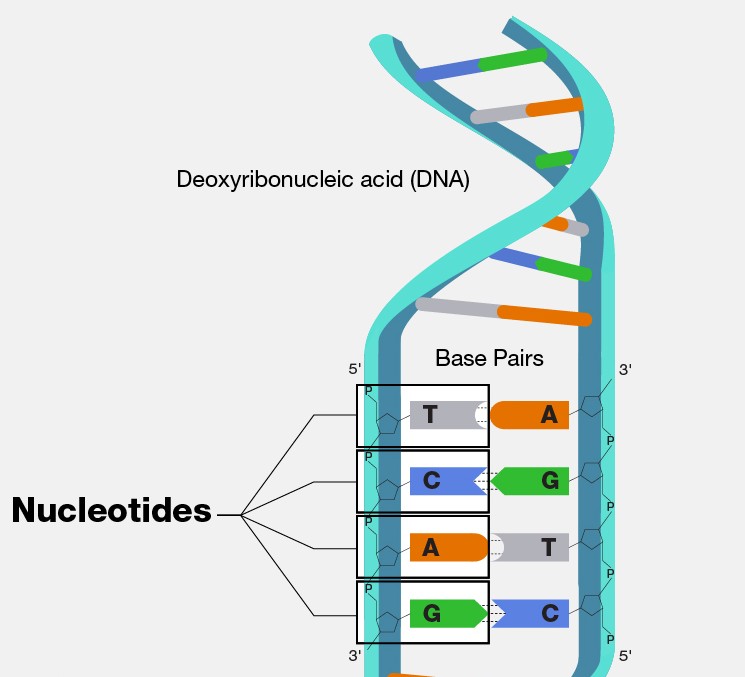 Deoxyribonucleic acid (DNA)
Base Pairs
5' 3'
P
T A
P
P
C G
P
Nucleotides
P
A T
P
P
G C
P
3' 5'